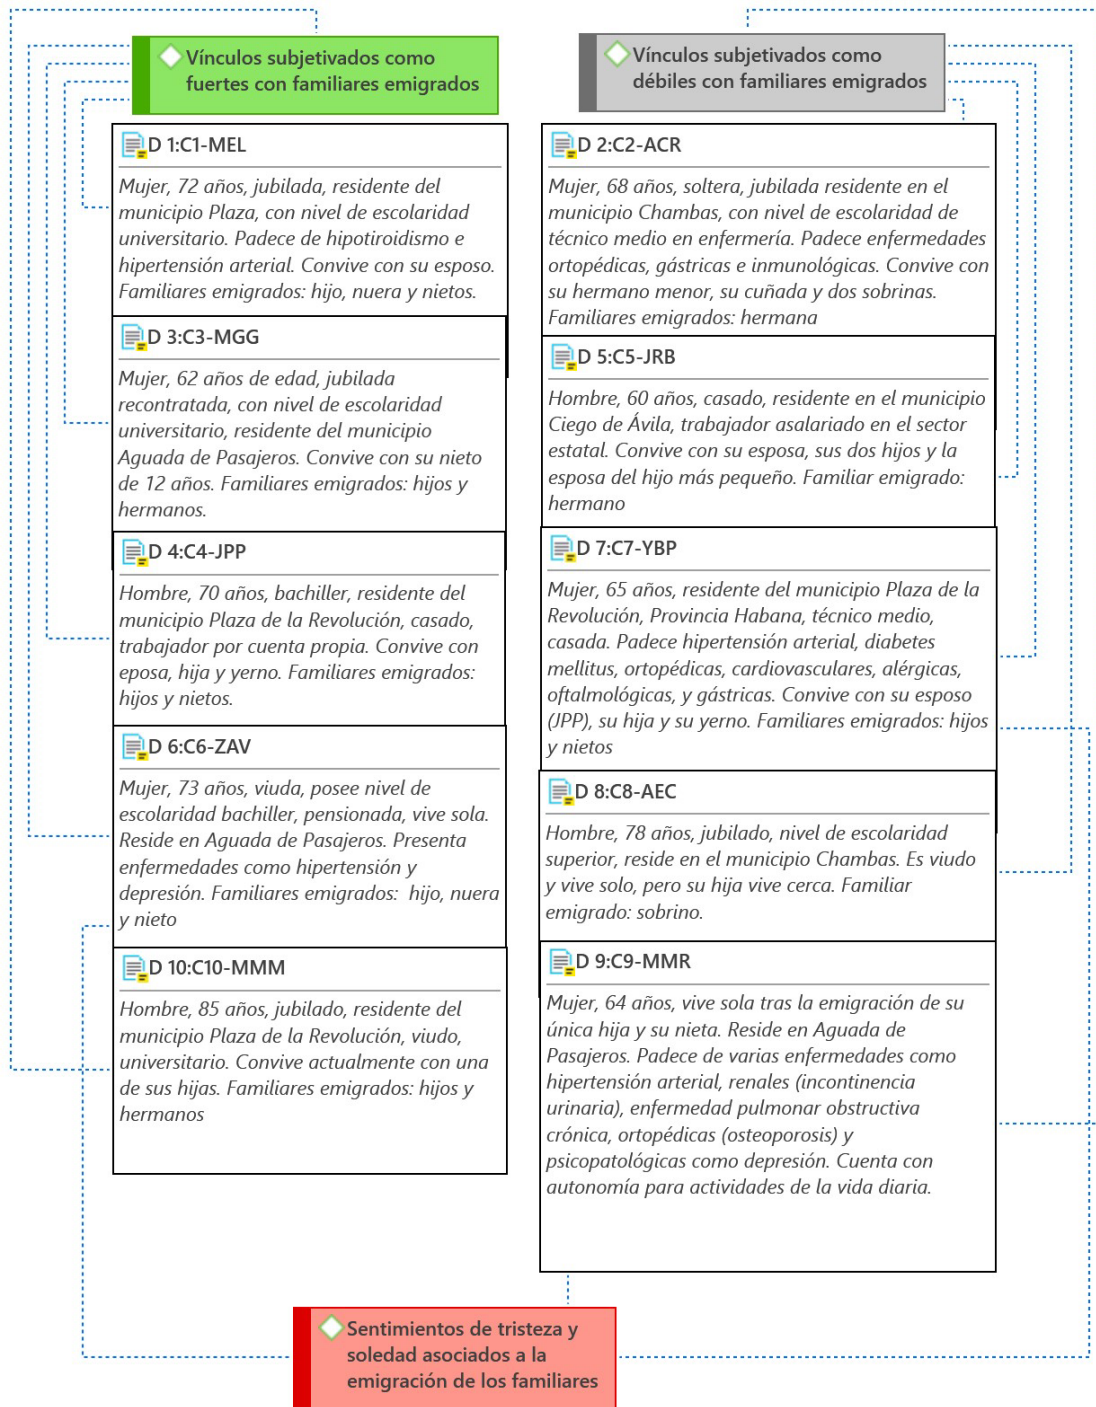 Vínculos subjetivados como
fuertes con familiares emigrados
Vínculos subjetivados como
débiles con familiares emigrados
D 1:C1-MEL
Mujer, 72 años, jubilada, residente del
municipio Plaza, con nivel de escolaridad
universitario. Padece de hipotiroidismo e
hipertensión arterial. Convive con su esposo.
Familiares emigrados: hijo, nuera y nietos.
D 3:C3-MGG
Mujer, 62 años de edad, jubilada
recontratada, con nivel de escolaridad
universitario, residente del municipio
Aguada de Pasajeros. Convive con su nieto
de 12 años. Familiares emigrados: hijos y
hermanos.
D 4:C4-JPP
Hombre, 70 años, bachiller, residente del
municipio Plaza de la Revolución, casado,
trabajador por cuenta propia. Convive con
eposa, hija y yerno. Familiares emigrados:
hijos y nietos.
D 6:C6-ZAV
Mujer, 73 años, viuda, posee nivel de
escolaridad bachiller, pensionada, vive sola.
Reside en Aguada de Pasajeros. Presenta
enfermedades como hipertensión y
depresión. Familiares emigrados: hijo, nuera
y nieto
D 10:C10-MMM
Hombre, 85 años, jubilado, residente del
municipio Plaza de la Revolución, viudo,
universitario. Convive actualmente con una
de sus hijas. Familiares emigrados: hijos y
hermanos
D 2:C2-ACR
Mujer, 68 años, soltera, jubilada residente en el
municipio Chambas, con nivel de escolaridad de
técnico medio en enfermería. Padece enfermedades
ortopédicas, gástricas e inmunológicas. Convive con
su hermano menor, su cuñada y dos sobrinas.
Familiares emigrados: hermana
D 5:C5-JRB
Hombre, 60 años, casado, residente en el municipio
Ciego de Ávila, trabajador asalariado en el sector
estatal. Convive con su esposa, sus dos hijos y la
esposa del hijo más pequeño. Familiar emigrado:
hermano
D 7:C7-YBP
Mujer, 65 años, residente del municipio Plaza de la
Revolución, Provincia Habana, técnico medio,
casada. Padece hipertensión arterial, diabetes
mellitus, ortopédicas, cardiovasculares, alérgicas,
oftalmológicas, y gástricas. Convive con su esposo
(JPP), su hija y su yerno. Familiares emigrados: hijos
y nietos
D 8:C8-AEC
Hombre, 78 años, jubilado, nivel de escolaridad
superior, reside en el municipio Chambas. Es viudo
y vive solo, pero su hija vive cerca. Familiar
emigrado: sobrino.
D 9:C9-MMR
Mujer, 64 años, vive sola tras la emigración de su
única hija y su nieta. Reside en Aguada de
Pasajeros. Padece de varias enfermedades como
hipertensión arterial, renales (incontinencia
urinaria), enfermedad pulmonar obstructiva
crónica, ortopédicas (osteoporosis) y
psicopatológicas como depresión. Cuenta con
autonomía para actividades de la vida diaria.
Sentimientos de tristeza y
soledad asociados a la
emigración de los familiares